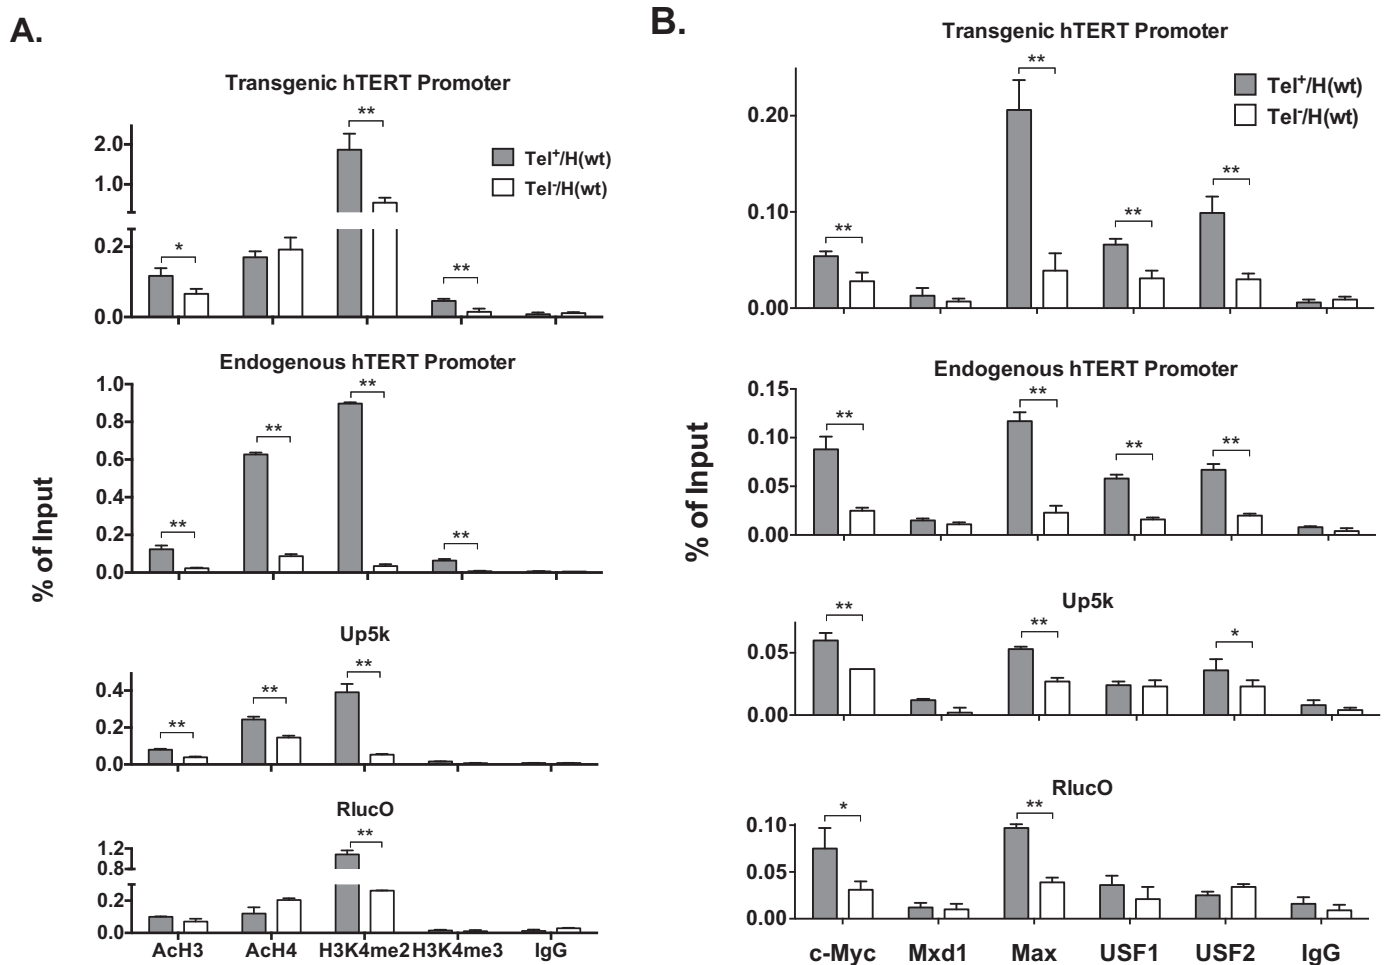 A.
Transgenic hTERT Promoter
**
2.0
1.0
0.2
0.0
*
**
Tel+/H(wt)
Tel-/H(wt)
Endogenous hTERT Promoter
1.0
0.8
0.6
0.4
0.2
0.0
**
**
**
**
% of Input
Up5k
0.4
0.2
0.0
**
**
**
RlucO
1.2
0.8
0.2
0.0
**
AcH3 AcH4 H3K4me2 H3K4me3 IgG
B.
Transgenic hTERT Promoter
0.20
0.10
0.00
**
**
**
**
Tel+/H(wt)
Tel-/H(wt)
Endogenous hTERT Promoter
0.15
0.10
0.05
0.00
**
**
**
**
% of Input
Up5k
0.05
0.00
**
**
*
RlucO
0.10
0.05
0.00
*
**
c-Myc Mxd1 Max USF1 USF2 IgG